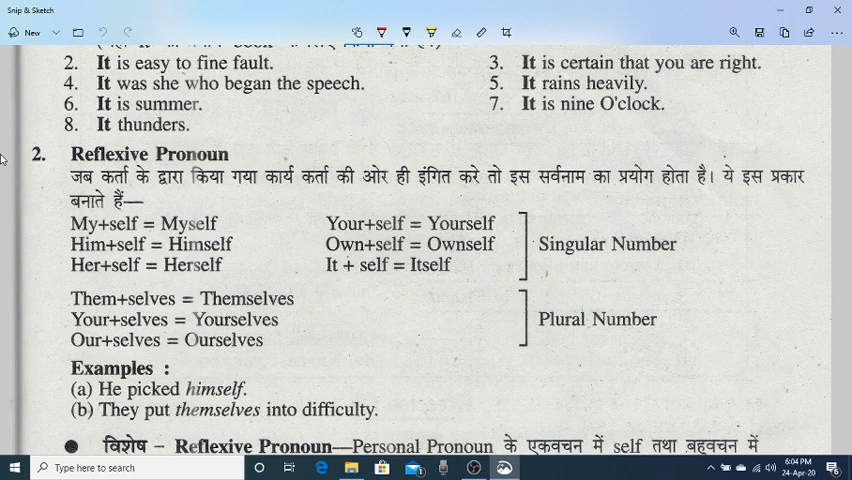 Snip & Sketch
New
2. It is easy to fine fault. 3. It is certain that you are right.
4. It was she who began the speech. 5. It rains heavily.
6. It is summer. 7. It is nine O'clock.
8. It thunders.
2. Reflexive Pronoun
जब कर्ता के द्वारा किया गया कार्य कर्ता की ओर ही इंगित करे तो इस सर्वनाम का प्रयोग होता है। ये इस प्रकार
बनाते हैं—
My+self = Myself Your+self = Yourself
Him+self = Himself Own+self = Ownself Singular Number
Her+self = Herself It + self = Itself
Them+selves = Themselves
Your+selves = Yourselves Plural Number
Our+selves = Ourselves
Examples :
(a) He picked himself.
(b) They put themselves into difficulty.
● विशेष – Reflexive Pronoun—Personal Pronoun के एकवचन में self तथा बहुवचन में
Type here to search
6:04 PM
24-Apr-20